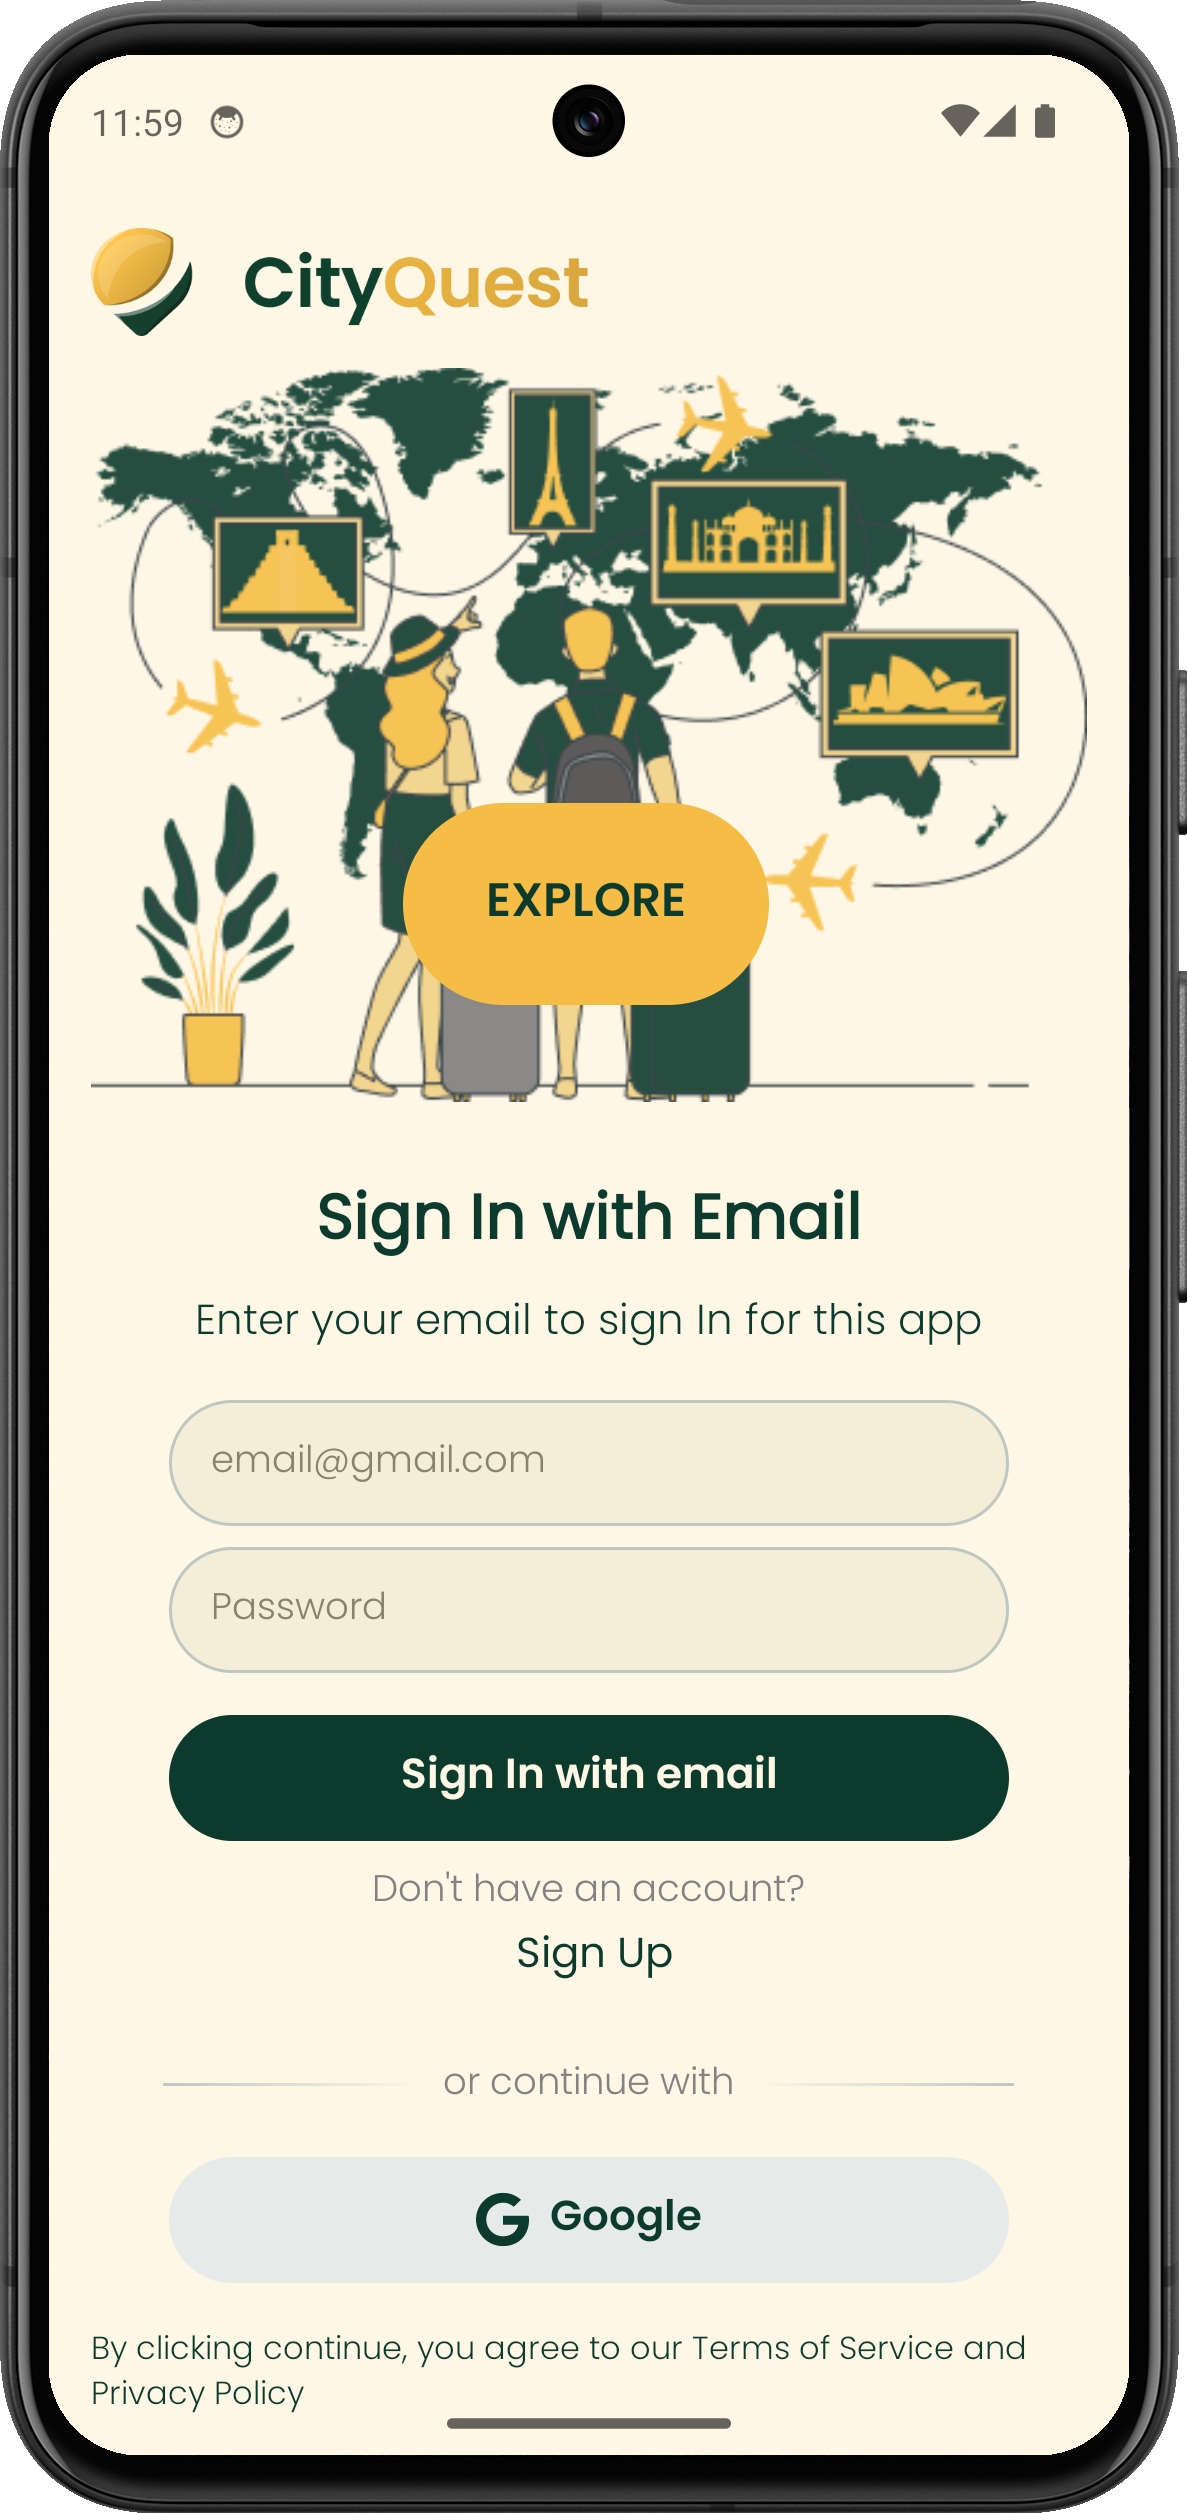 11:59
CityQuest
EXPLORE
Sign In with Email
Enter your email to sign In for this app
email@gmail.com
Password
Sign In with email
Don't have an account?
Sign Up
or continue with
Google
By clicking continue, you agree to our Terms of Service and
Privacy Policy